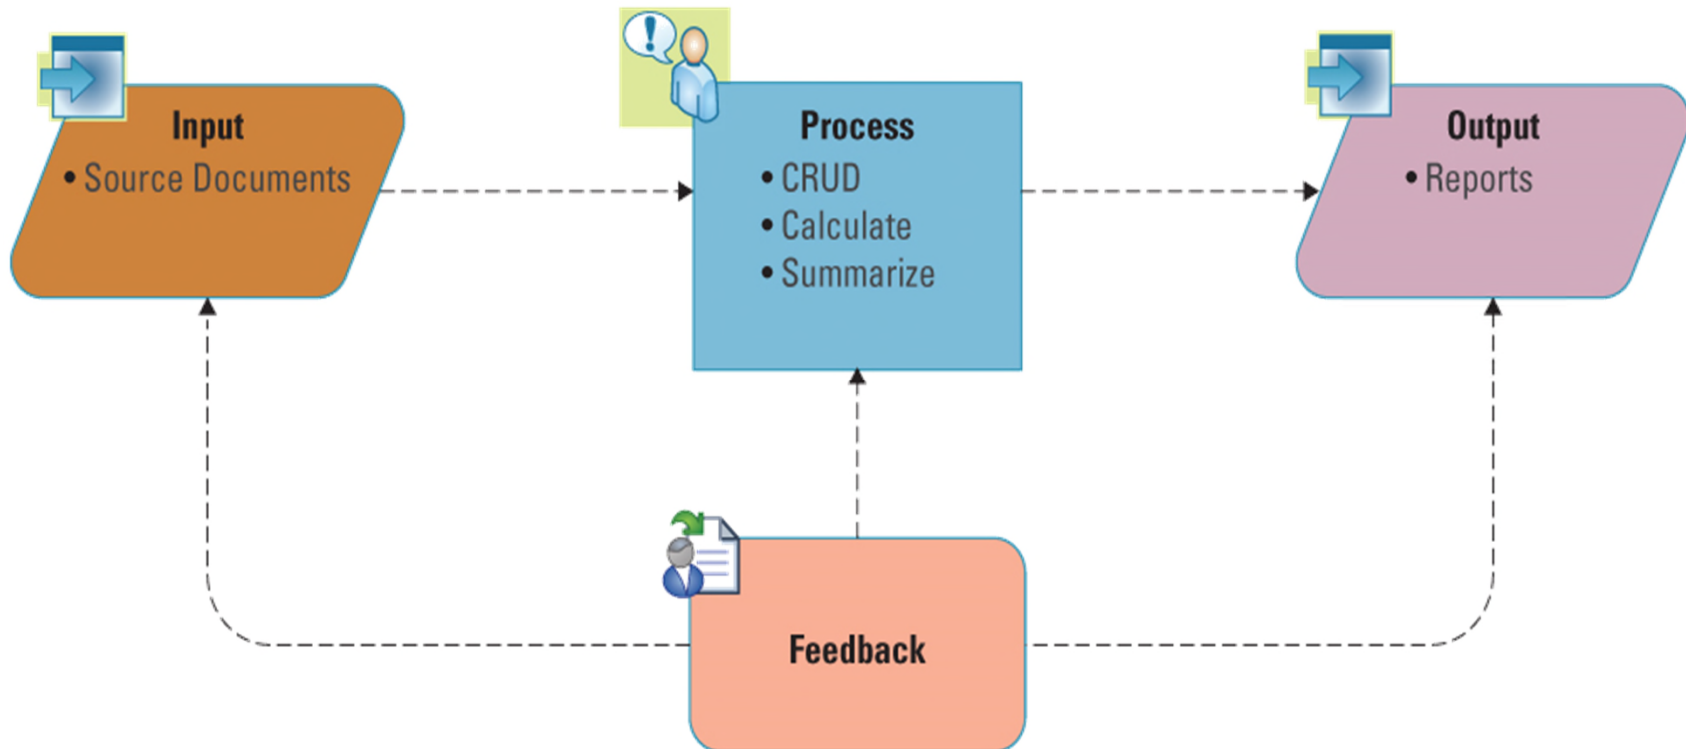 Input
• Source Documents
Process
• CRUD
• Calculate
• Summarize
Output
• Reports
Feedback